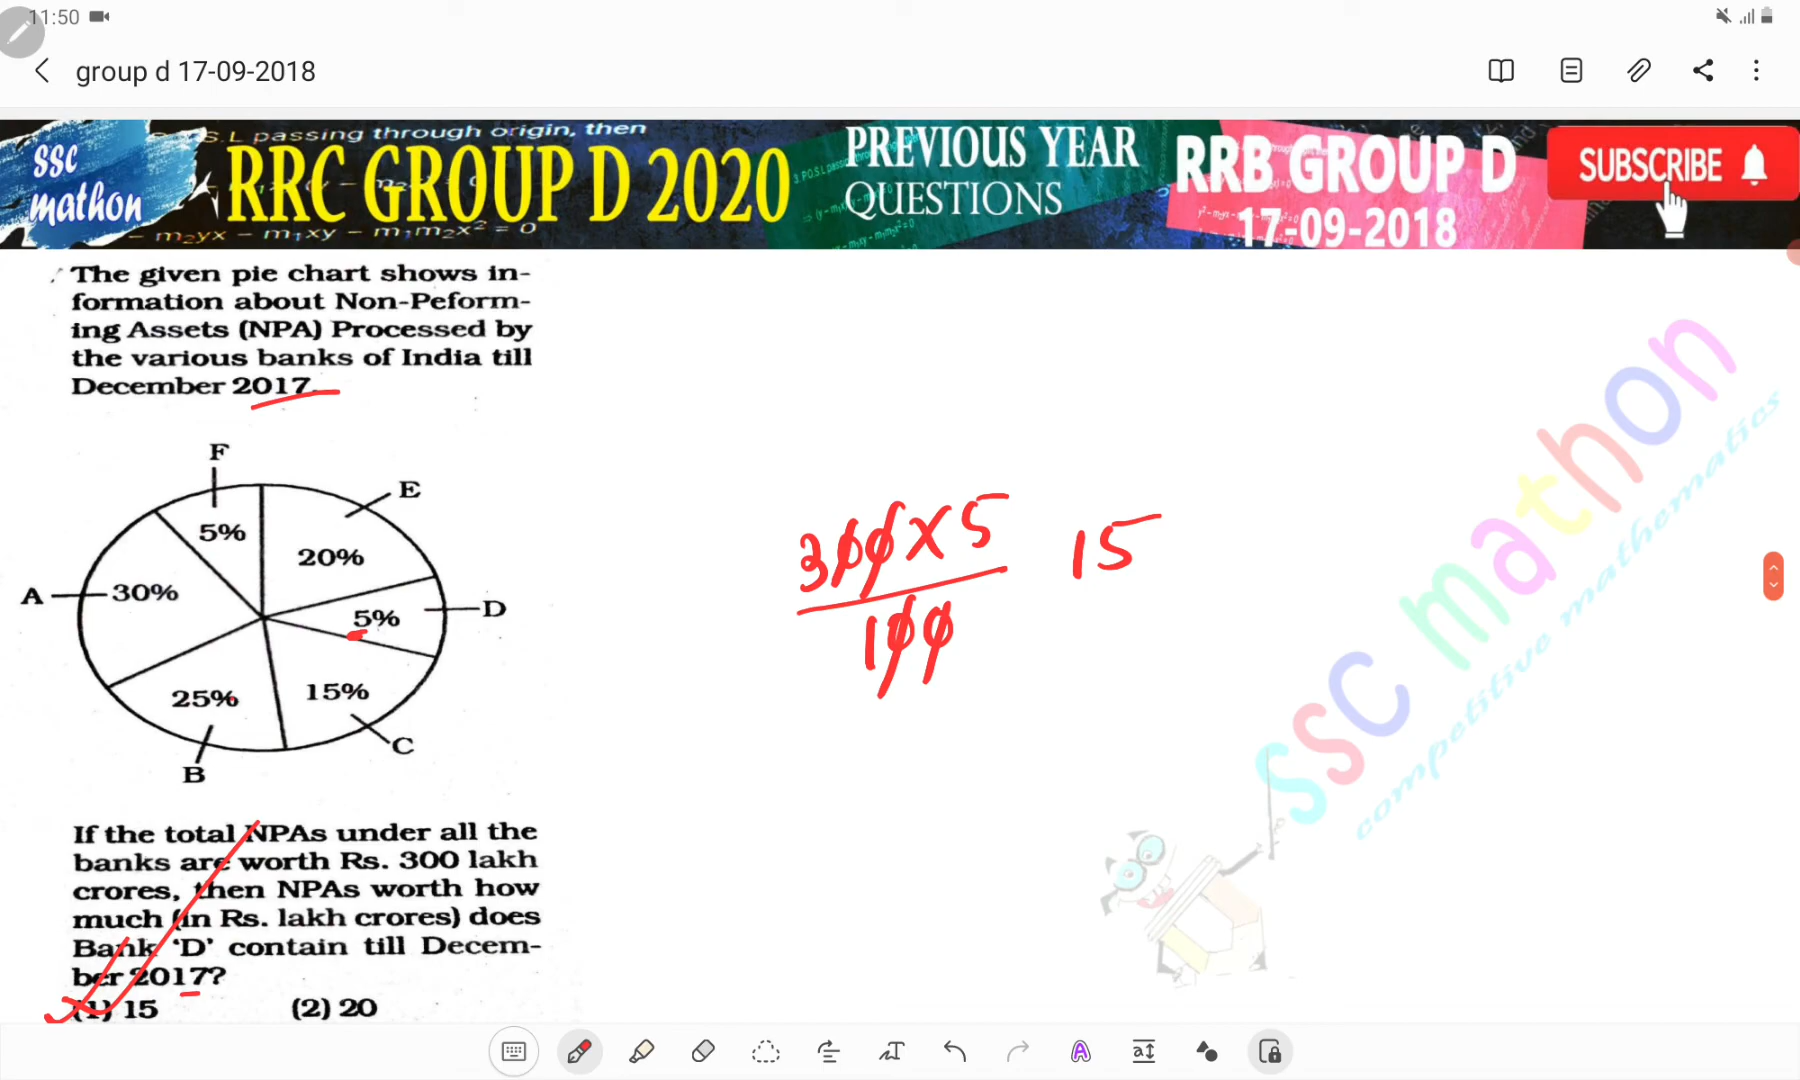 11:50
group d 17-09-2018
S.L passing through origin, then
SSC
mathon
RRC GROUP D 2020
PREVIOUS YEAR
QUESTIONS
RRB GROUP D
17-09-2018
SUBSCRIBE
- m₂yx - m₁xy - m₁m₂x² = 0
The given pie chart shows in-
formation about Non-Peform-
ing Assets (NPA) Processed by
the various banks of India till
December 2017.
F
E
5%
20%
A
30%
5%
D
25%
15%
C
B
300 x 5
100
15
If the total NPAs under all the
banks are worth Rs. 300 lakh
crores, then NPAs worth how
much (in Rs. lakh crores) does
Bank 'D' contain till Decem-
ber 2017?
(1) 15 (2) 20
SSC mathon
competitive mathematics